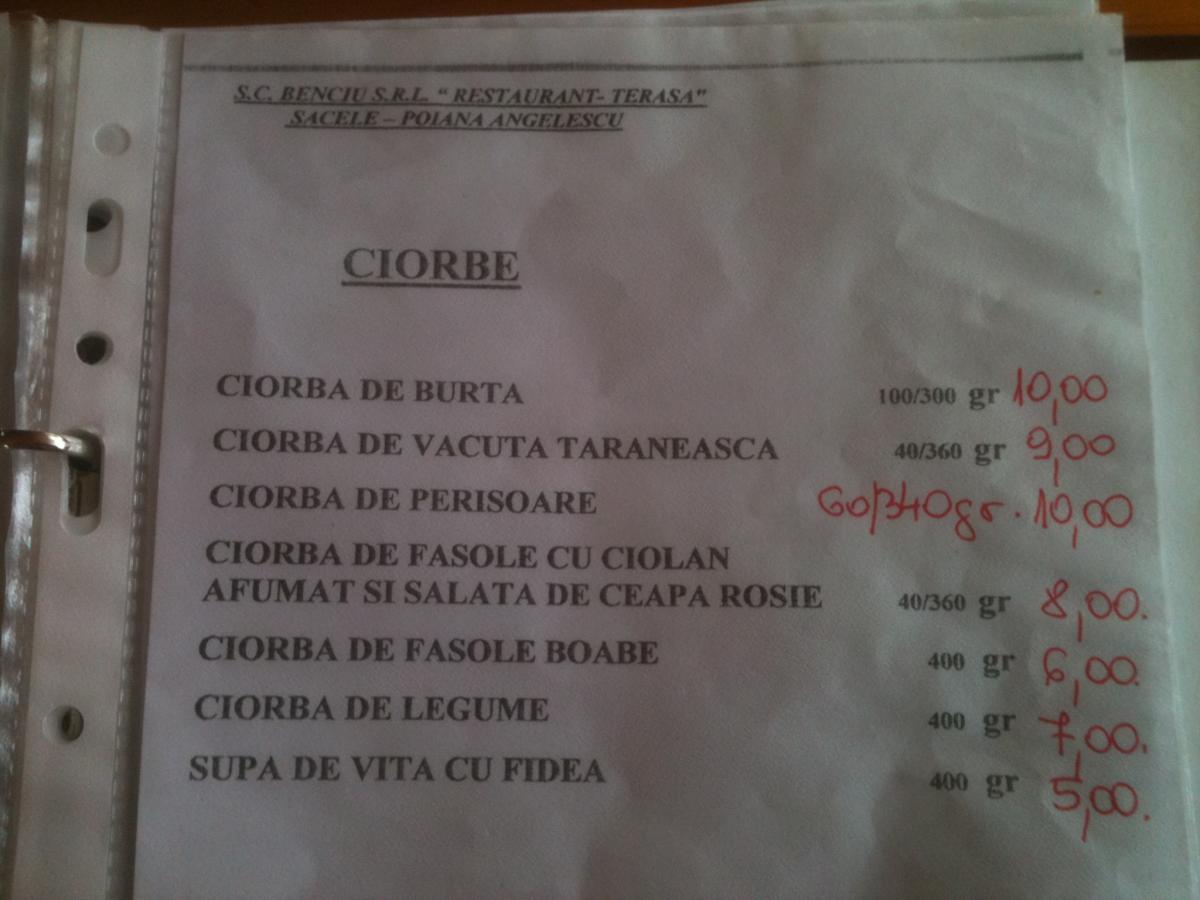 S.C. BENCIU S.R.L. “ RESTAURANT- TERASA"
SACELE – POIANA ANGELESCU
CIORBE
CIORBA DE BURTA 100/300 gr 10,00
CIORBA DE VACUTA TARANEASCA 40/360 gr 9,00
CIORBA DE PERISOARE 60/340gr. 10,00
CIORBA DE FASOLE CU CIOLAN
AFUMAT SI SALATA DE CEAPA ROSIE 40/360 gr 8,00.
CIORBA DE FASOLE BOABE 400 gr 6,00.
CIORBA DE LEGUME 400 gr 7,00.
SUPA DE VITA CU FIDEA 400 gr 5,00.